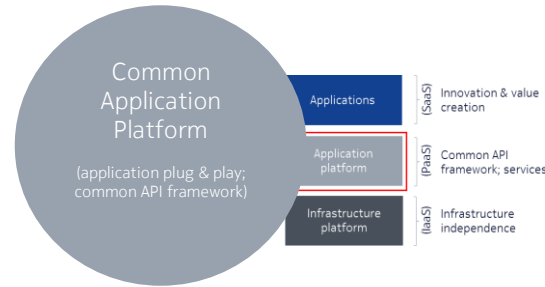 Common
Application
Platform
(application plug & play;
common API framework)
Applications
(SaaS)
Innovation & value
creation
Application
platform
(PaaS)
Common API
framework; services
Infrastructure
platform
(IaaS)
Infrastructure
independence